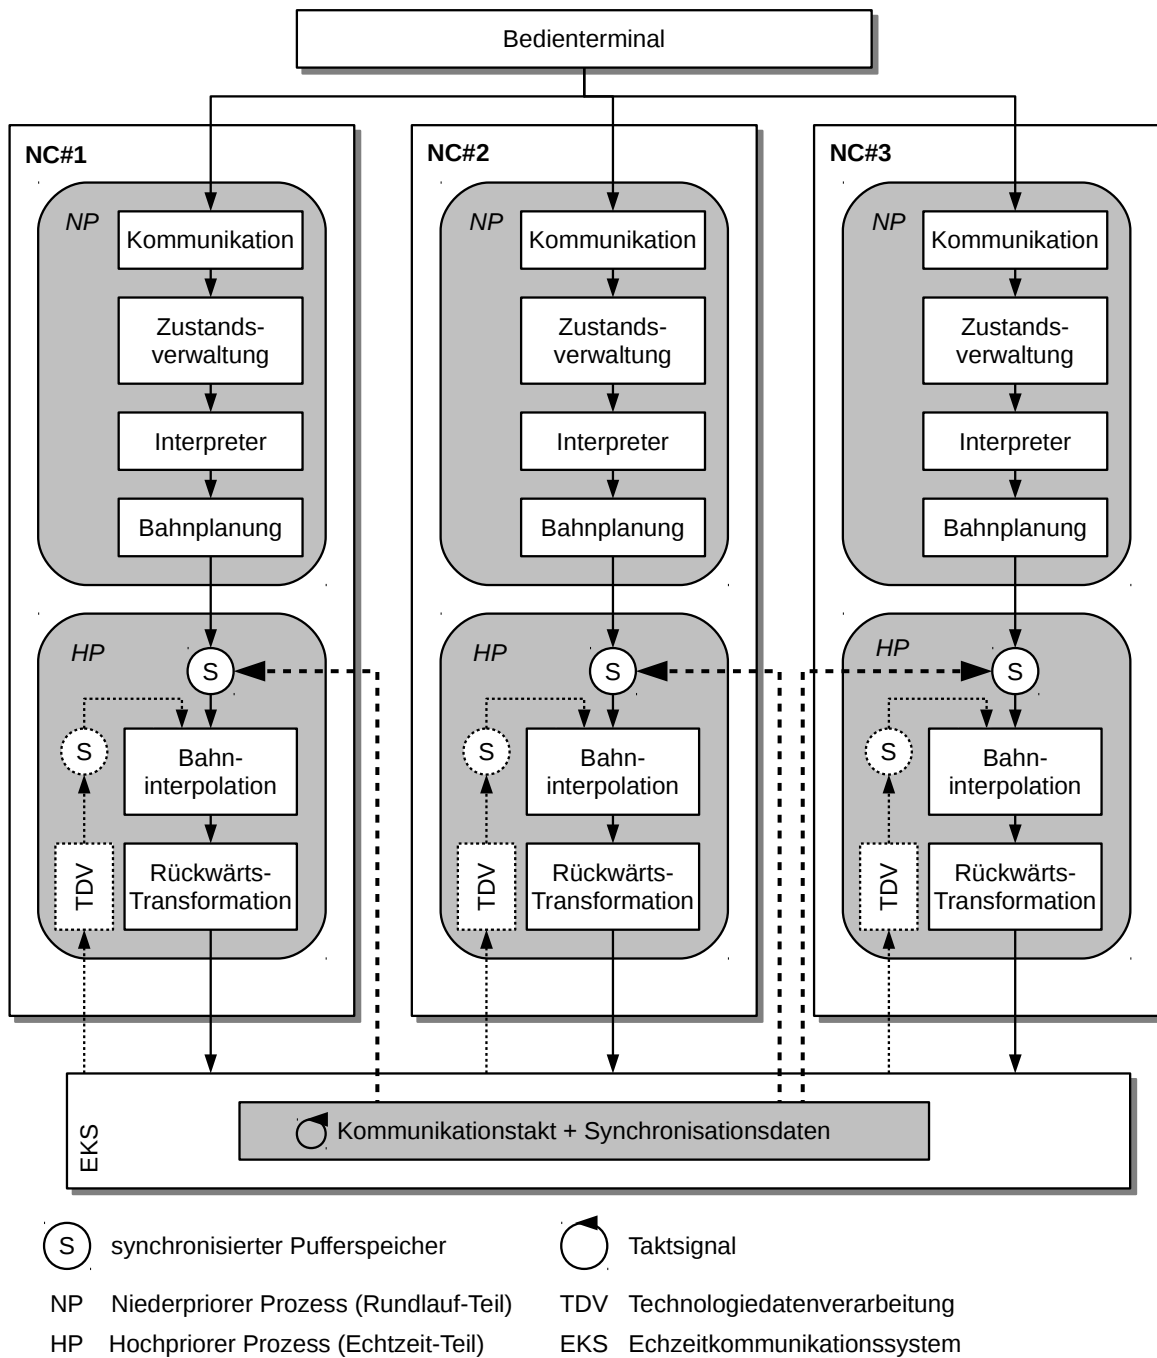 Bedienterminal
NC#1
NP
Kommunikation
Zustands-
verwaltung
Interpreter
Bahnplanung
HP
S
S
Bahn-
interpolation
TDV
Rückwärts-
Transformation
NC#2
NP
Kommunikation
Zustands-
verwaltung
Interpreter
Bahnplanung
HP
S
S
Bahn-
interpolation
TDV
Rückwärts-
Transformation
NC#3
NP
Kommunikation
Zustands-
verwaltung
Interpreter
Bahnplanung
HP
S
S
Bahn-
interpolation
TDV
Rückwärts-
Transformation
EKS
Kommunikationstakt + Synchronisationsdaten
S synchronisierter Pufferspeicher
Taktsignal
NP Niederpriorer Prozess (Rundlauf-Teil)
TDV Technologiedatenverarbeitung
HP Hochpriorer Prozess (Echtzeit-Teil)
EKS Echzeitkommunikationssystem